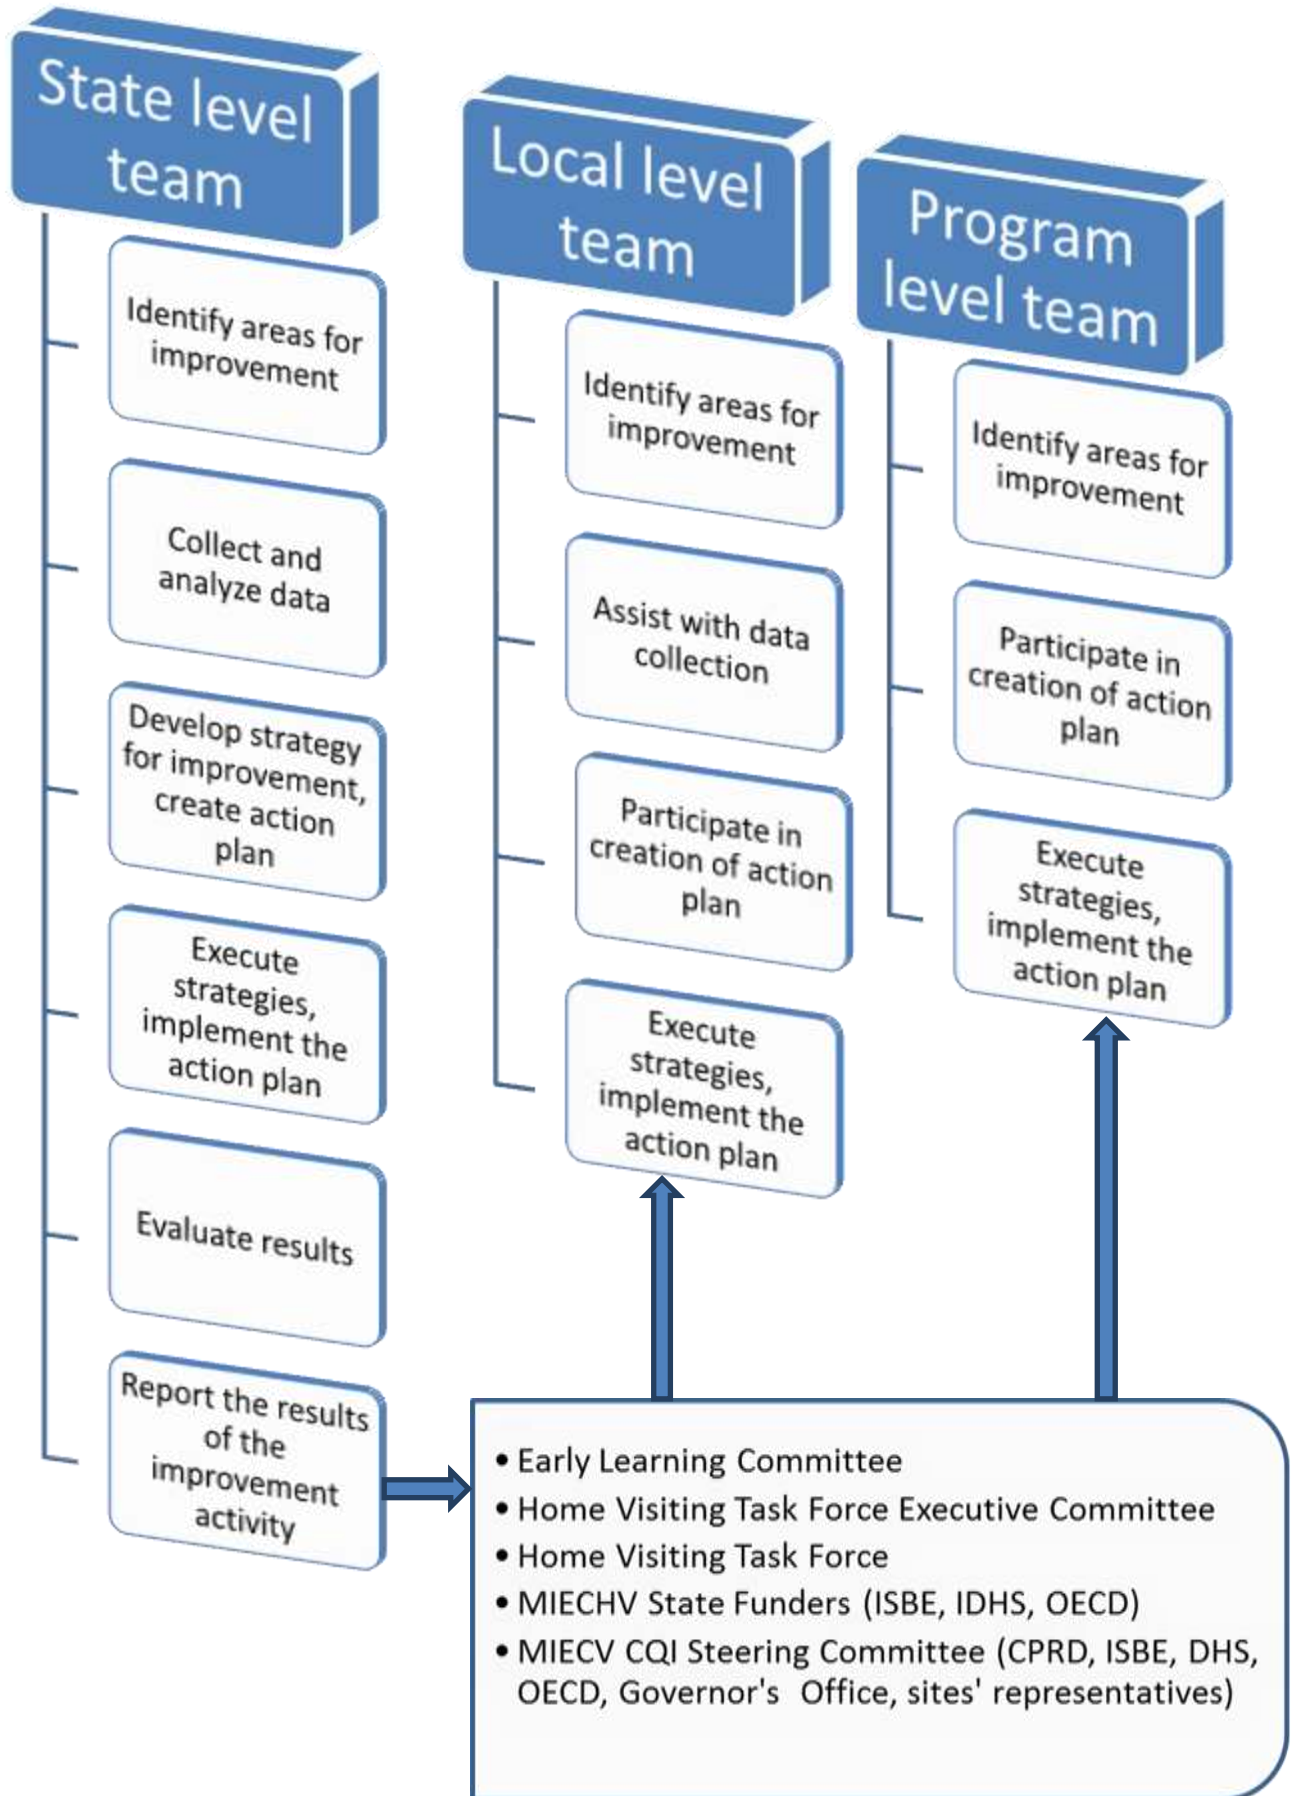 State level
team
Identify areas for
improvement
Collect and
analyze data
Develop strategy
for improvement,
create action
plan
Execute
strategies,
implement the
action plan
Evaluate results
Report the results
of the
improvement
activity
Local level
team
Identify areas for
improvement
Assist with data
collection
Participate in
creation of action
plan
Execute
strategies,
implement the
action plan
Program
level team
Identify areas for
improvement
Participate in
creation of action
plan
Execute
strategies,
implement the
action plan
• Early Learning Committee
• Home Visiting Task Force Executive Committee
• Home Visiting Task Force
• MIECHV State Funders (ISBE, IDHS, OECD)
• MIECV CQI Steering Committee (CPRD, ISBE, DHS,
OECD, Governor's Office, sites' representatives)